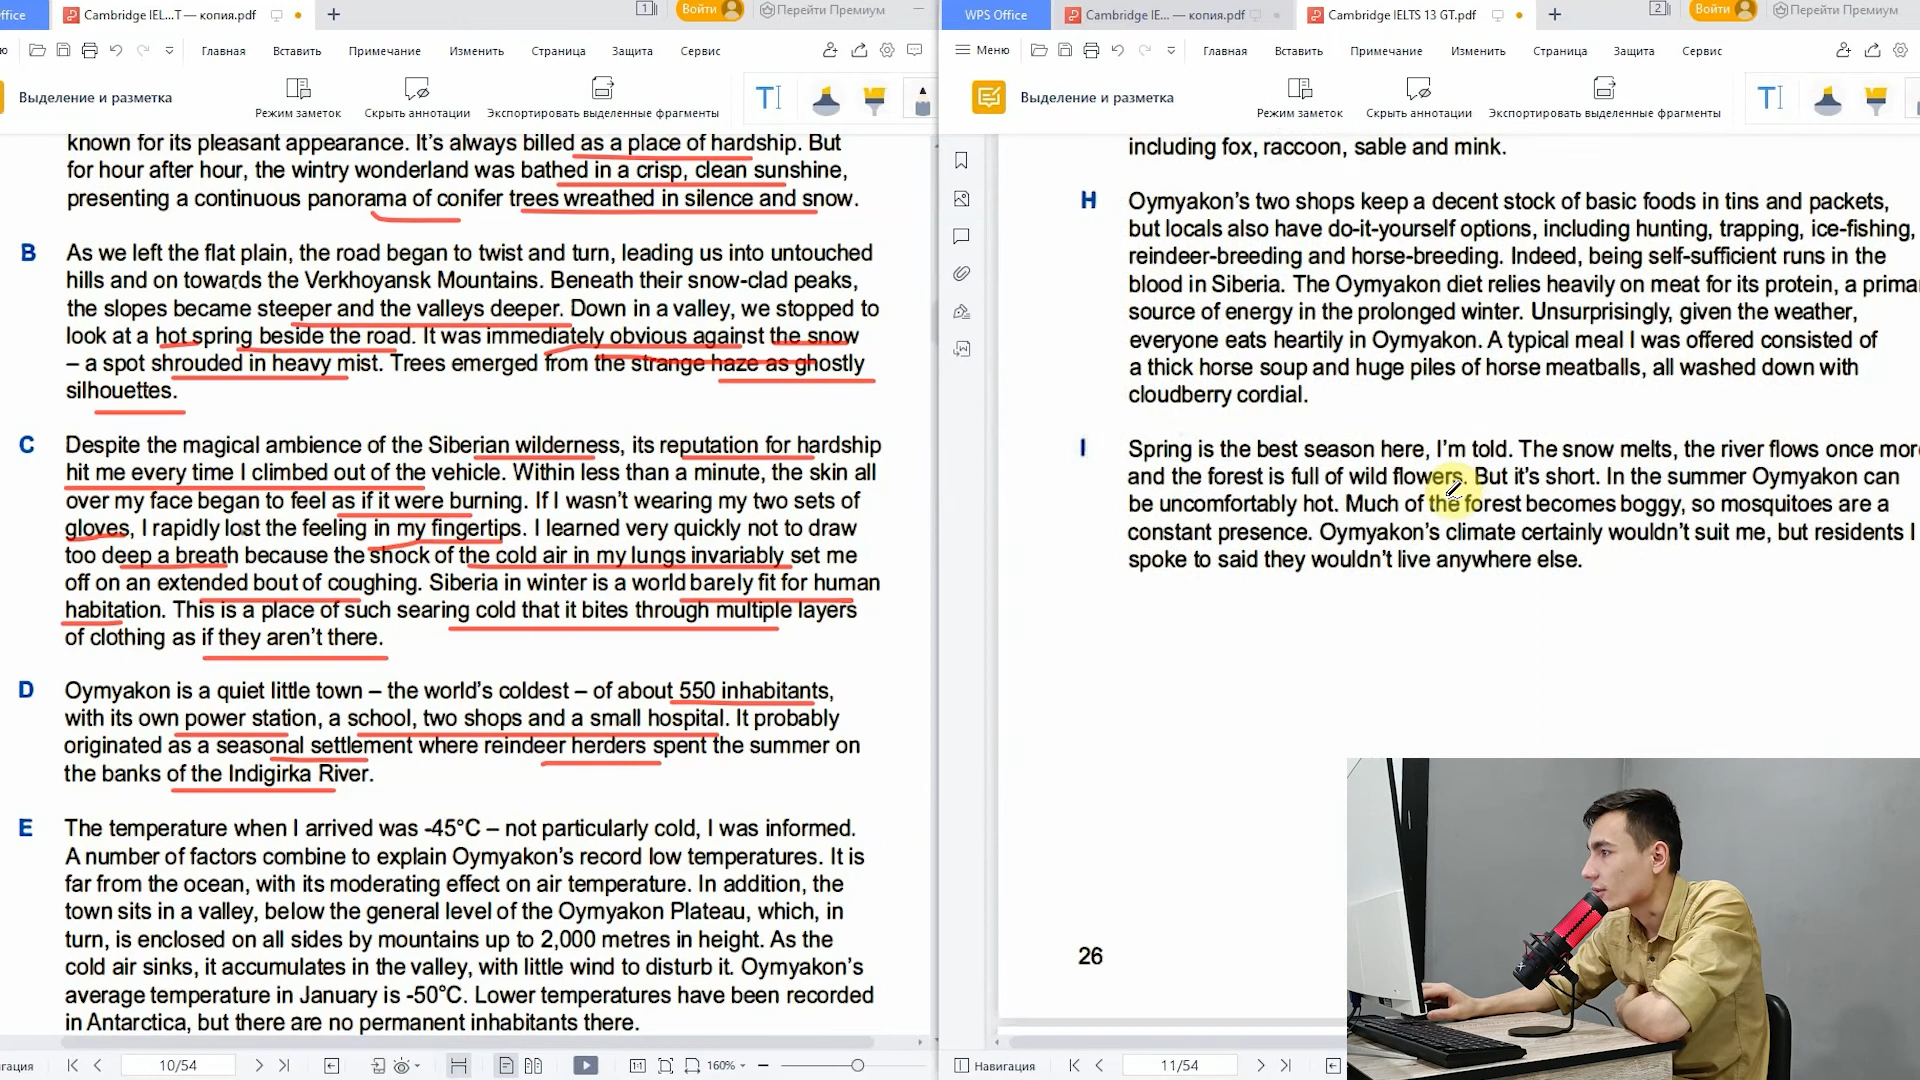 ffice
Cambridge IEL...T — копия.pdf
1
Войти
Перейти Премиум
ю
Главная
Вставить
Примечание
Изменить
Страница
Защита
Сервис
Выделение и разметка
Режим заметок
Скрыть аннотации
Экспортировать выделенные фрагменты
known for its pleasant appearance. It's always billed as a place of hardship. But
for hour after hour, the wintry wonderland was bathed in a crisp, clean sunshine,
presenting a continuous panorama of conifer trees wreathed in silence and snow.
B
As we left the flat plain, the road began to twist and turn, leading us into untouched
hills and on towards the Verkhoyansk Mountains. Beneath their snow-clad peaks,
the slopes became steeper and the valleys deeper. Down in a valley, we stopped to
look at a hot spring beside the road. It was immediately obvious against the snow
– a spot shrouded in heavy mist. Trees emerged from the strange haze as ghostly
silhouettes.
C
Despite the magical ambience of the Siberian wilderness, its reputation for hardship
hit me every time I climbed out of the vehicle. Within less than a minute, the skin all
over my face began to feel as if it were burning. If I wasn't wearing my two sets of
gloves, I rapidly lost the feeling in my fingertips. I learned very quickly not to draw
too deep a breath because the shock of the cold air in my lungs invariably set me
off on an extended bout of coughing. Siberia in winter is a world barely fit for human
habitation. This is a place of such searing cold that it bites through multiple layers
of clothing as if they aren't there.
D
Oymyakon is a quiet little town – the world's coldest – of about 550 inhabitants,
with its own power station, a school, two shops and a small hospital. It probably
originated as a seasonal settlement where reindeer herders spent the summer on
the banks of the Indigirka River.
E
The temperature when I arrived was -45°C – not particularly cold, I was informed.
A number of factors combine to explain Oymyakon's record low temperatures. It is
far from the ocean, with its moderating effect on air temperature. In addition, the
town sits in a valley, below the general level of the Oymyakon Plateau, which, in
turn, is enclosed on all sides by mountains up to 2,000 metres in height. As the
cold air sinks, it accumulates in the valley, with little wind to disturb it. Oymyakon's
average temperature in January is -50°C. Lower temperatures have been recorded
in Antarctica, but there are no permanent inhabitants there.
гация
10/54
160%
WPS Office
Cambridge IE... — копия.pdf
Cambridge IELTS 13 GT.pdf
2
Войти
Перейти Премиум
Меню
Главная
Вставить
Примечание
Изменить
Страница
Защита
Сервис
Выделение и разметка
Режим заметок
Скрыть аннотации
Экспортировать выделенные фрагменты
including fox, raccoon, sable and mink.
H
Oymyakon's two shops keep a decent stock of basic foods in tins and packets,
but locals also have do-it-yourself options, including hunting, trapping, ice-fishing,
reindeer-breeding and horse-breeding. Indeed, being self-sufficient runs in the
blood in Siberia. The Oymyakon diet relies heavily on meat for its protein, a prima
source of energy in the prolonged winter. Unsurprisingly, given the weather,
everyone eats heartily in Oymyakon. A typical meal I was offered consisted of
a thick horse soup and huge piles of horse meatballs, all washed down with
cloudberry cordial.
I
Spring is the best season here, I'm told. The snow melts, the river flows once mor
and the forest is full of wild flowers. But it's short. In the summer Oymyakon can
be uncomfortably hot. Much of the forest becomes boggy, so mosquitoes are a
constant presence. Oymyakon's climate certainly wouldn't suit me, but residents I
spoke to said they wouldn't live anywhere else.
26
Навигация
11/54